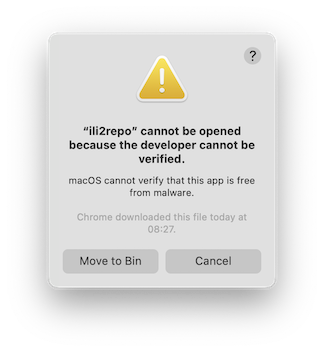 ?
“ili2repo” cannot be opened
because the developer cannot be
verified.
macOS cannot verify that this app is free
from malware.
Chrome downloaded this file today at
08:27.
Move to Bin
Cancel